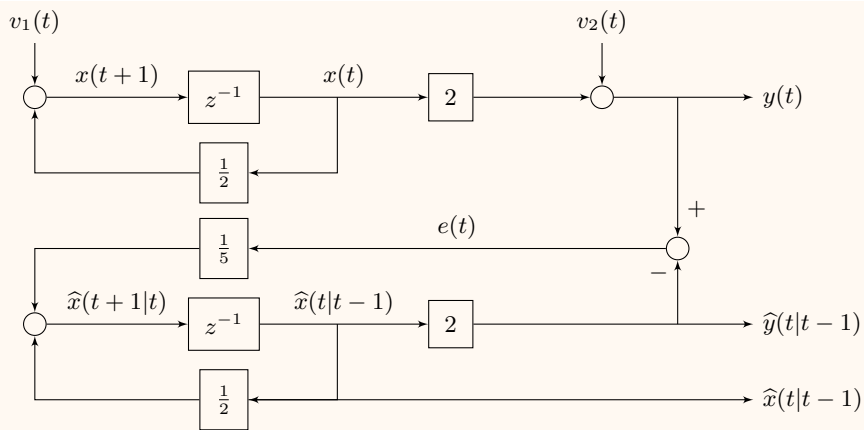 v₁(t) v₂(t)
x(t + 1) z⁻¹ x(t) 2 y(t)
1/2
+
1/5 e(t)
−
x̂(t + 1|t) z⁻¹ x̂(t|t − 1) 2 ŷ(t|t − 1)
1/2 x̂(t|t − 1)